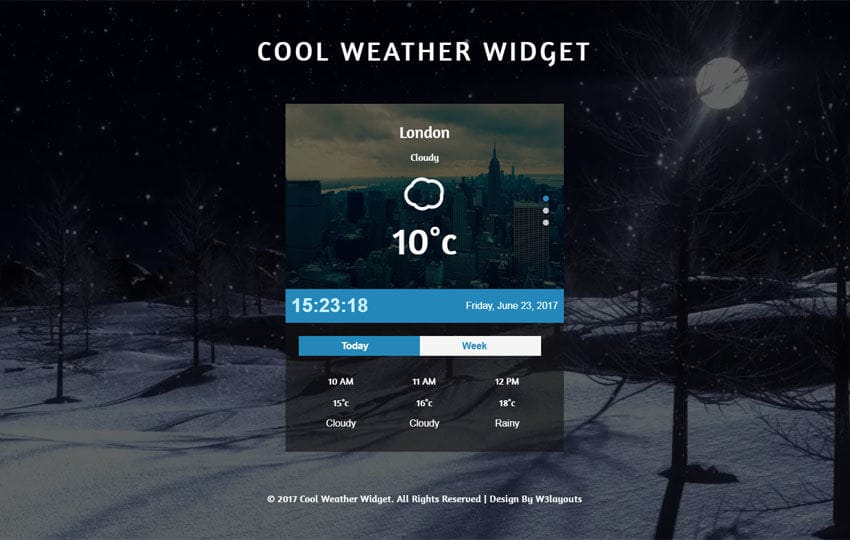 COOL WEATHER WIDGET
London
Cloudy
10°c
15:23:18 Friday, June 23, 2017
Today Week
10 AM 11 AM 12 PM
15°c 16°c 18°c
Cloudy Cloudy Rainy
© 2017 Cool Weather Widget. All Rights Reserved | Design By W3layouts